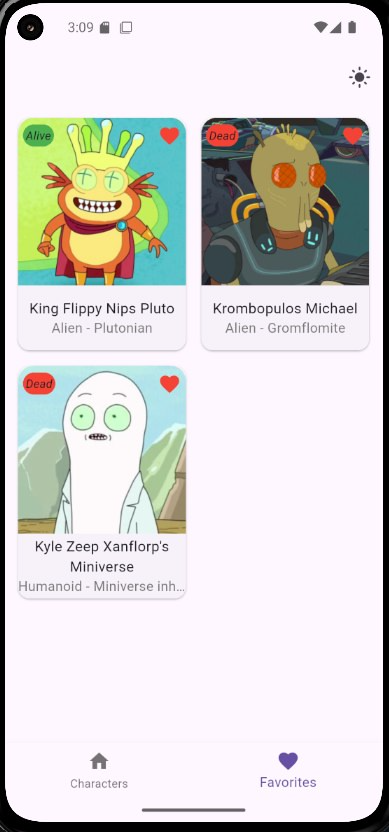 3:09
Alive
Dead
King Flippy Nips Pluto
Alien - Plutonian
Krombopulos Michael
Alien - Gromflomite
Dead
Kyle Zeep Xanflorp's
Miniverse
Humanoid - Miniverse inh...
Characters
Favorites